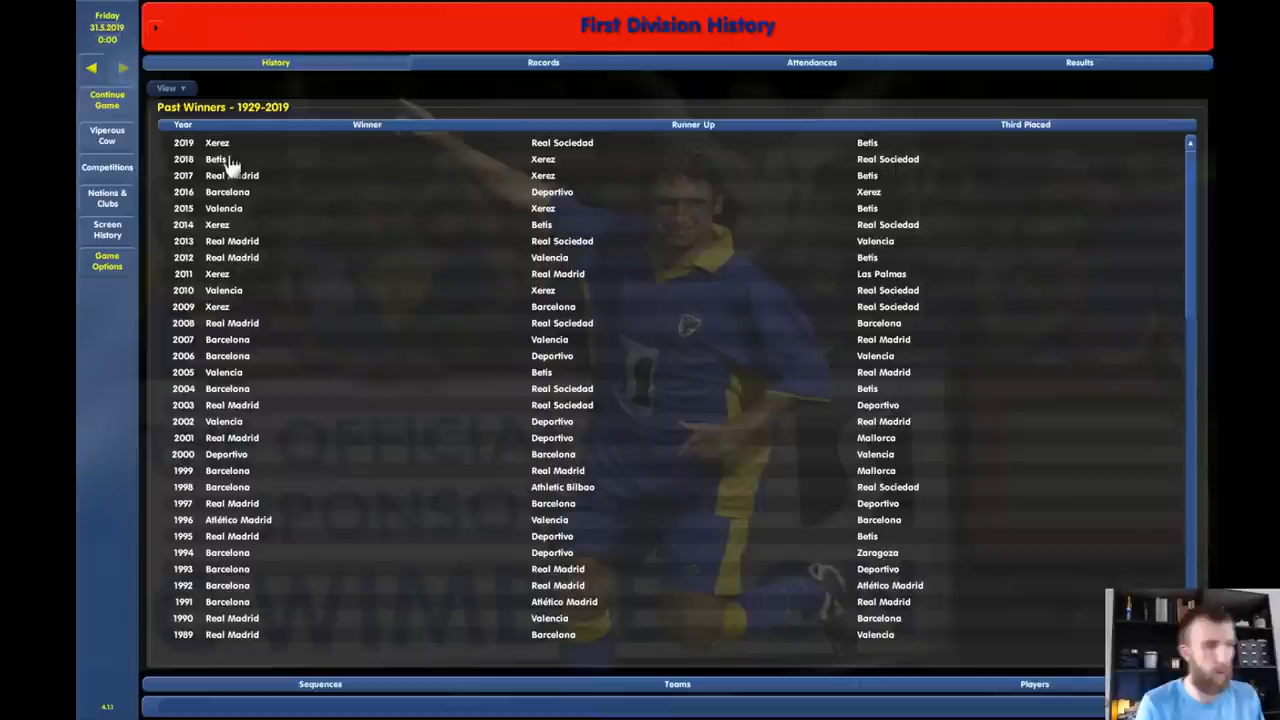 Friday
31.5.2019
0:00
First Division History
History Records Attendances Results
View
Continue
Game
Past Winners - 1929-2019
Year Winner Runner Up Third Placed
Viperous
Cow
2019 Xerez Real Sociedad Betis
2018 Betis Xerez Real Sociedad
Competitions
2017 Real Madrid Xerez Betis
2016 Barcelona Deportivo Xerez
Nations &
Clubs
2015 Valencia Xerez Betis
2014 Xerez Betis Real Sociedad
Screen
History
2013 Real Madrid Real Sociedad Valencia
2012 Real Madrid Valencia Betis
Game
Options
2011 Xerez Real Madrid Las Palmas
2010 Valencia Xerez Real Sociedad
2009 Xerez Barcelona Real Sociedad
2008 Real Madrid Real Sociedad Barcelona
2007 Barcelona Valencia Real Madrid
2006 Barcelona Deportivo Valencia
2005 Valencia Betis Real Madrid
2004 Barcelona Real Sociedad Betis
2003 Real Madrid Real Sociedad Deportivo
2002 Valencia Deportivo Real Madrid
2001 Real Madrid Deportivo Mallorca
2000 Deportivo Barcelona Valencia
1999 Barcelona Real Madrid Mallorca
1998 Barcelona Athletic Bilbao Real Sociedad
1997 Real Madrid Barcelona Deportivo
1996 Atlético Madrid Valencia Barcelona
1995 Real Madrid Deportivo Betis
1994 Barcelona Deportivo Zaragoza
1993 Barcelona Real Madrid Deportivo
1992 Barcelona Real Madrid Atlético Madrid
1991 Barcelona Atlético Madrid Real Madrid
1990 Real Madrid Valencia Barcelona
1989 Real Madrid Barcelona Valencia
Sequences Teams Players
4.1.1